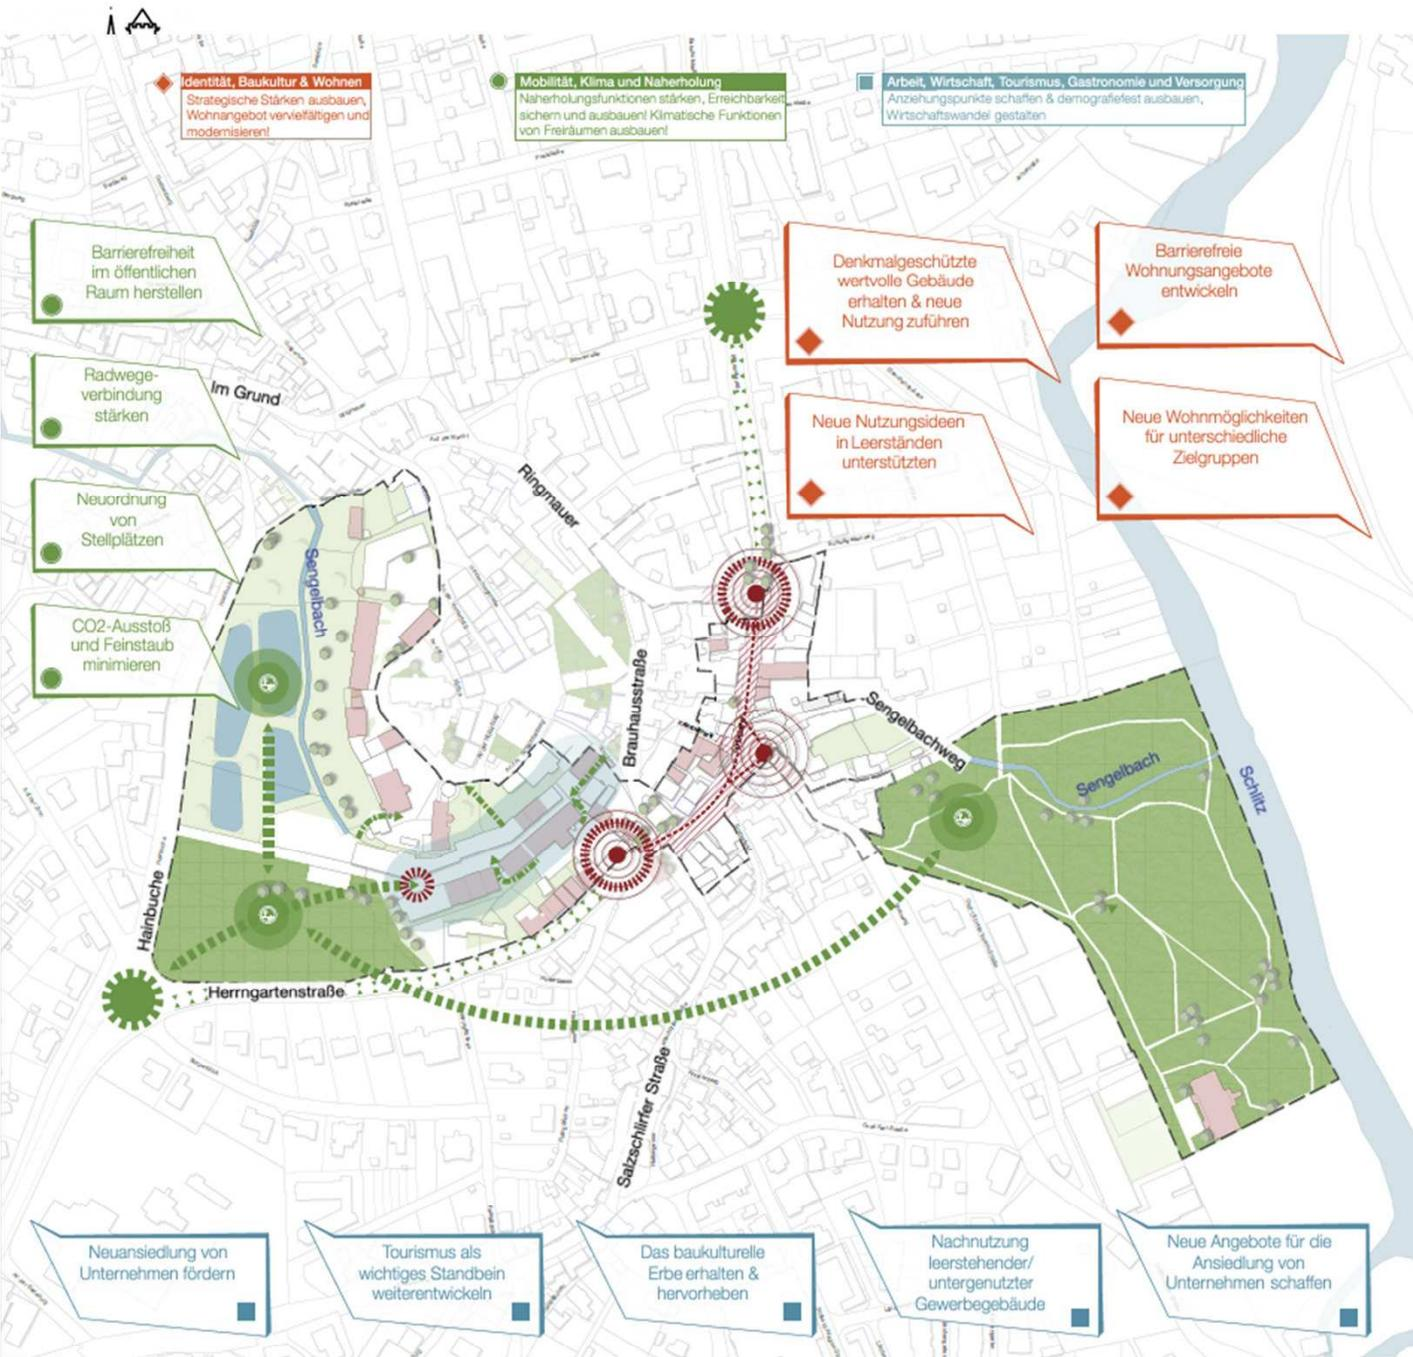 Identität, Baukultur & Wohnen
Strategische Stärken ausbauen,
Wohnangebot vervielfältigen und
modernisieren!
Mobilität, Klima und Naherholung
Naherholungsfunktionen stärken, Erreichbarkeit
sichern und ausbauen! Klimatische Funktionen
von Freiräumen ausbauen!
Arbeit, Wirtschaft, Tourismus, Gastronomie und Versorgung
Anziehungspunkte schaffen & demografiefest ausbauen,
Wirtschaftswandel gestalten
Barrierefreiheit
im öffentlichen
Raum herstellen
Radwege-
verbindung
stärken
Neuordnung
von
Stellplätzen
CO2-Ausstoß
und Feinstaub
minimieren
Denkmalgeschützte
wertvolle Gebäude
erhalten & neue
Nutzung zuführen
Barrierefreie
Wohnungsangebote
entwickeln
Neue Nutzungsideen
in Leerständen
unterstützten
Neue Wohnmöglichkeiten
für unterschiedliche
Zielgruppen
Im Grund
Ringmauer
Sengelbach
Brauhausstraße
Sengelbachweg
Sengelbach
Schlitz
Hainbuche
Herrngartenstraße
Salzschlirfer Straße
Neuansiedlung von
Unternehmen fördern
Tourismus als
wichtiges Standbein
weiterentwickeln
Das baukulturelle
Erbe erhalten &
hervorheben
Nachnutzung
leerstehender/
untergenutzter
Gewerbegebäude
Neue Angebote für die
Ansiedlung von
Unternehmen schaffen